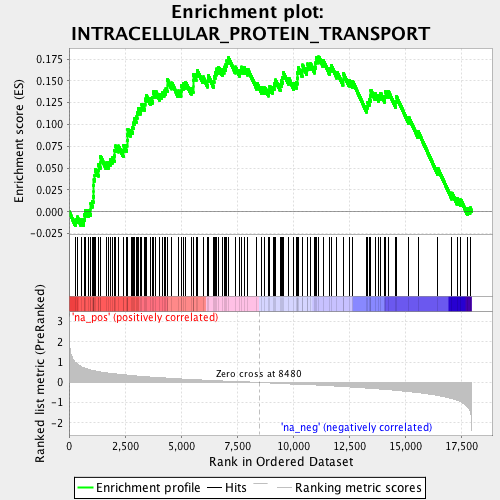 Enrichment plot:
INTRACELLULAR_PROTEIN_TRANSPORT
Enrichment score (ES)
0.175
0.150
0.125
0.100
0.075
0.050
0.025
0.000
-0.025
'na_pos' (positively correlated)
Ranked list metric (PreRanked)
3
2
1
0
-1
-2
Zero cross at 8480
'na_neg' (negatively correlated)
0
2,500
5,000
7,500
10,000
12,500
15,000
17,500
Rank in Ordered Dataset
Enrichment profile
Hits
Ranking metric scores